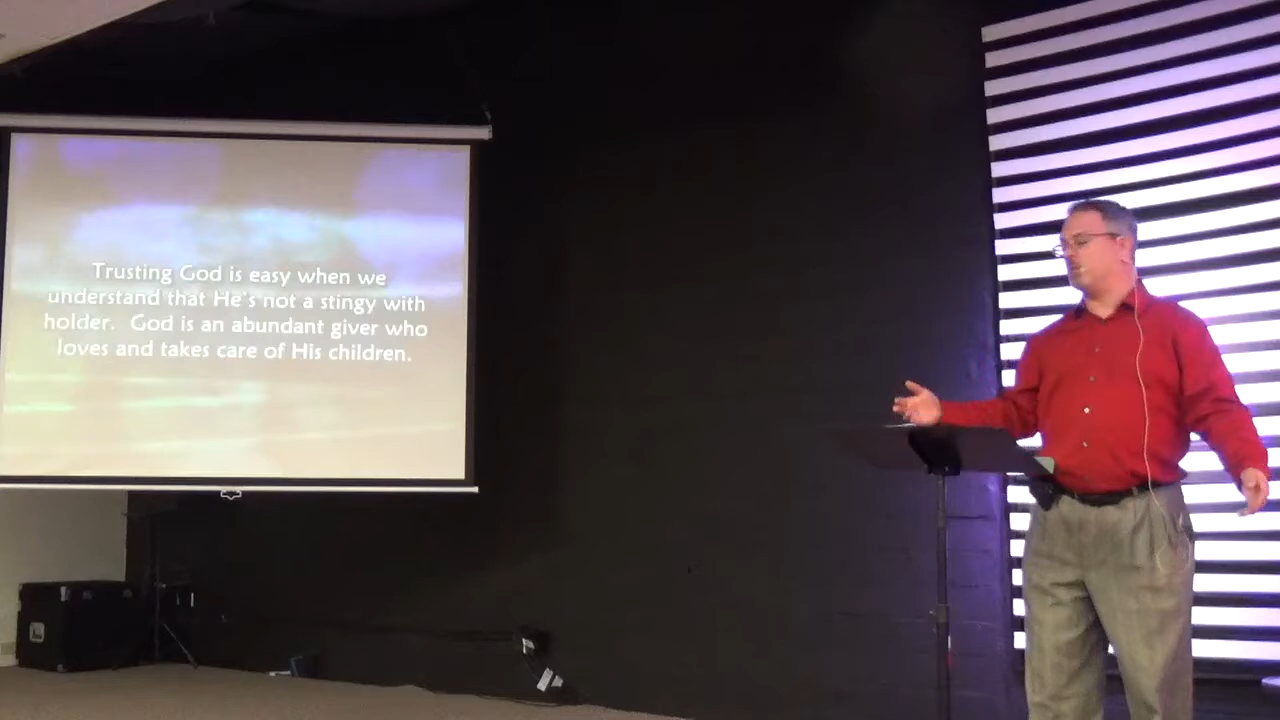 Trusting God is easy when we
understand that He's not a stingy with
holder.  God is an abundant giver who
loves and takes care of His children.